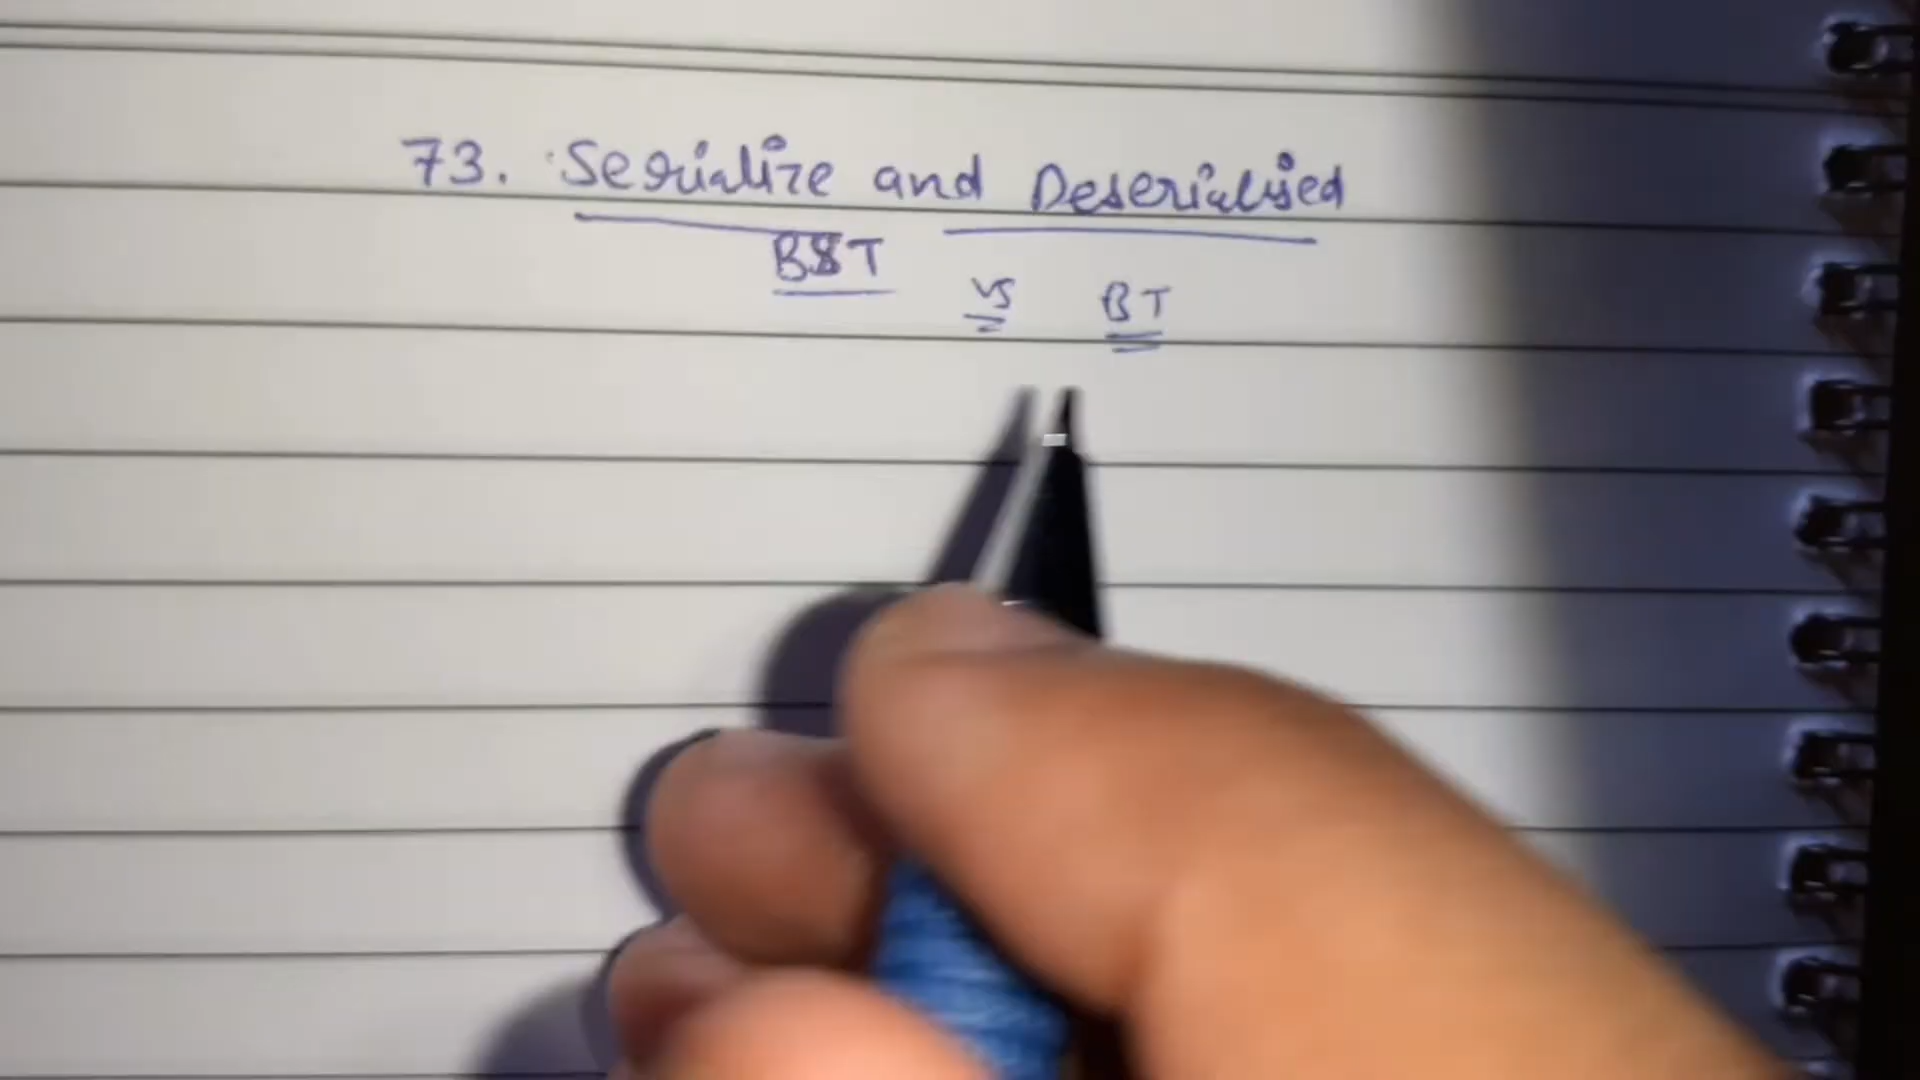 73. Serialize and Deserialised
BST
vs BT